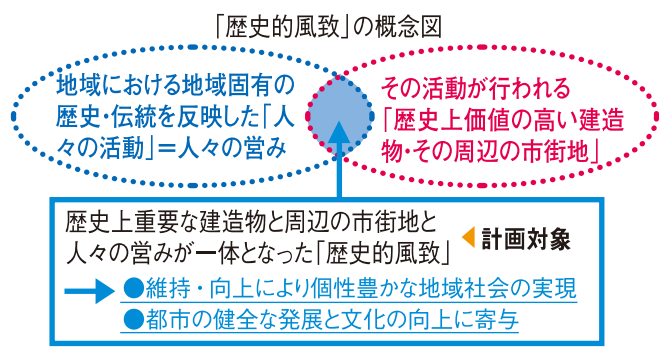 「歴史的風致」の概念図
地域における地域固有の
歴史・伝統を反映した「人
々の活動」＝人々の営み
その活動が行われる
「歴史上価値の高い建造
物・その周辺の市街地」
歴史上重要な建造物と周辺の市街地と
人々の営みが一体となった「歴史的風致」
計画対象
●維持・向上により個性豊かな地域社会の実現
●都市の健全な発展と文化の向上に寄与